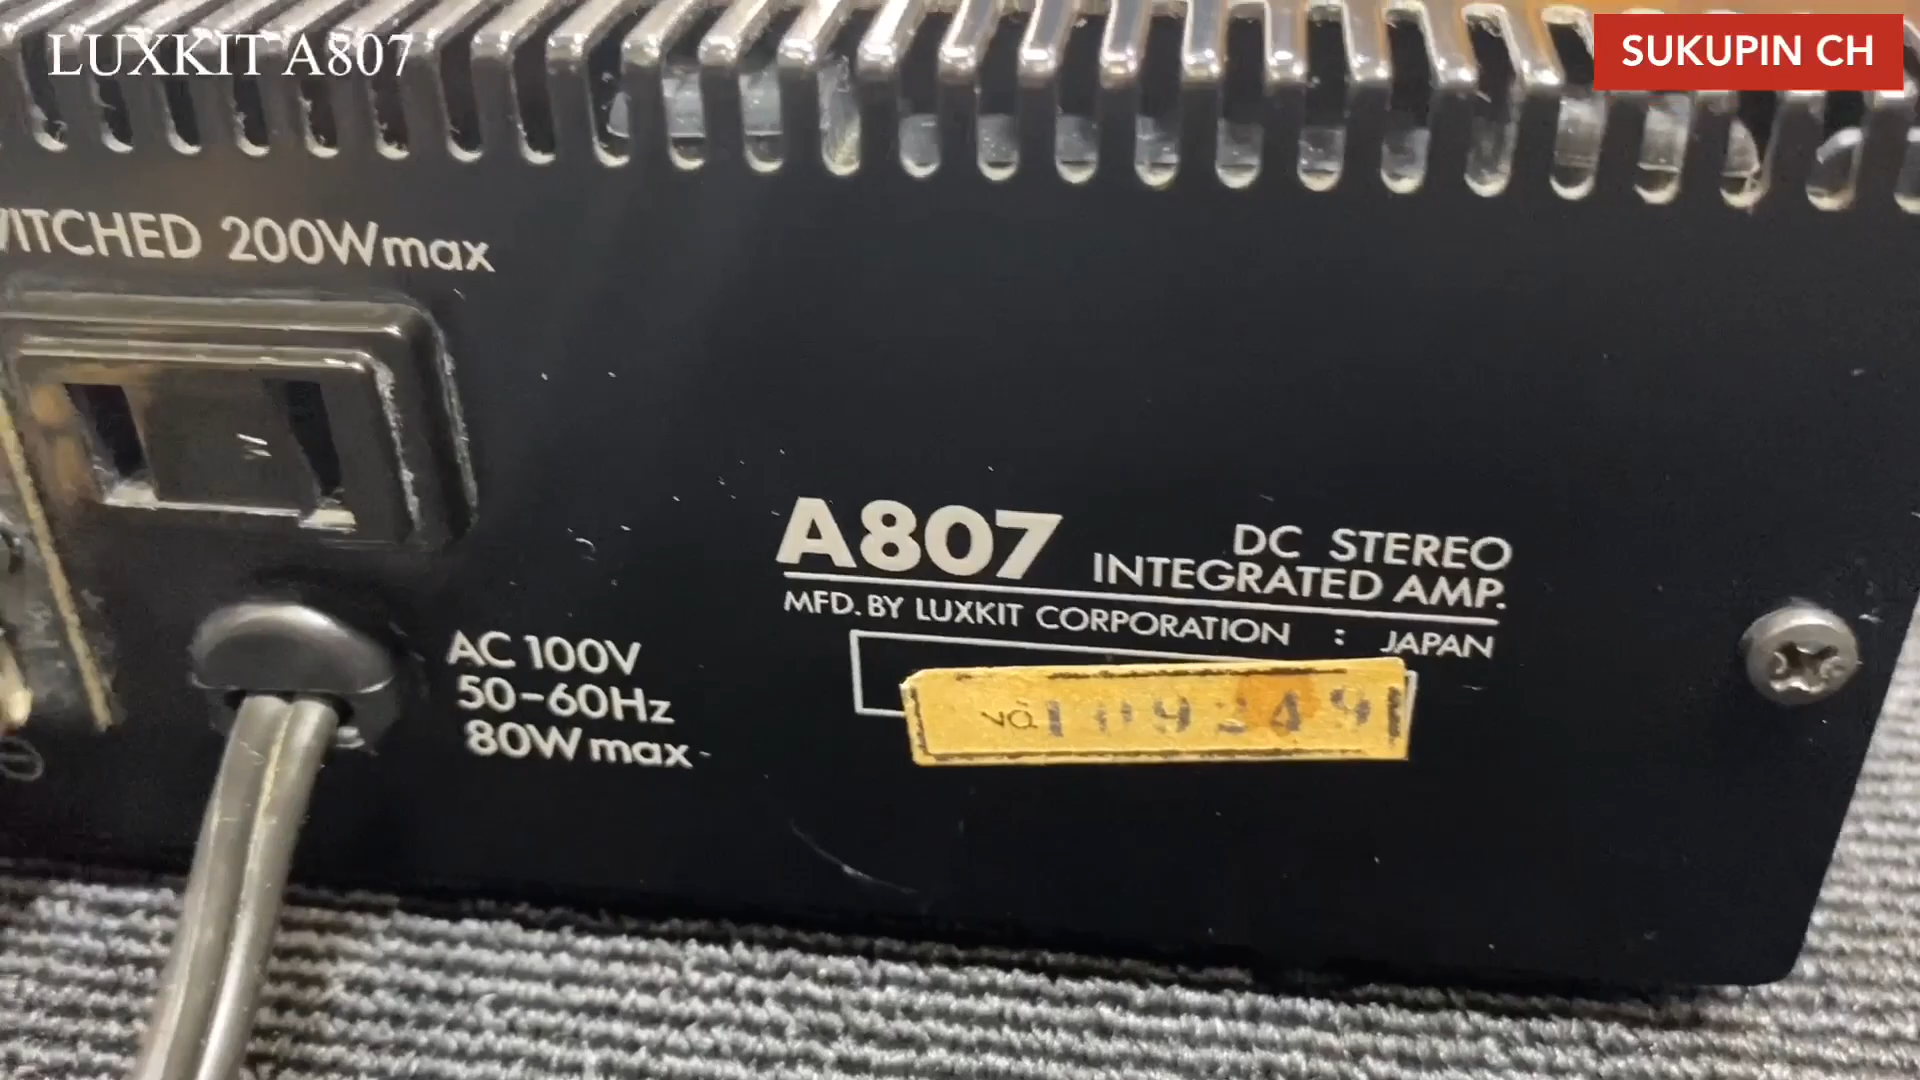 LUXKIT A807
SUKUPIN CH
200Wmax
A807
DC STEREO
INTEGRATED AMP.
MFD. BY LUXKIT CORPORATION : JAPAN
AC 100V
50-60Hz
80W max